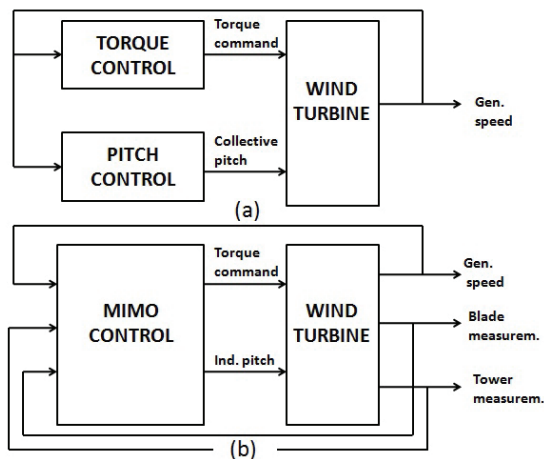 TORQUE
CONTROL
Torque
command
WIND
TURBINE
Gen.
speed
PITCH
CONTROL
Collective
pitch
(a)
MIMO
CONTROL
Torque
command
WIND
TURBINE
Gen.
speed
Blade
measurem.
Ind. pitch
Tower
measurem.
(b)